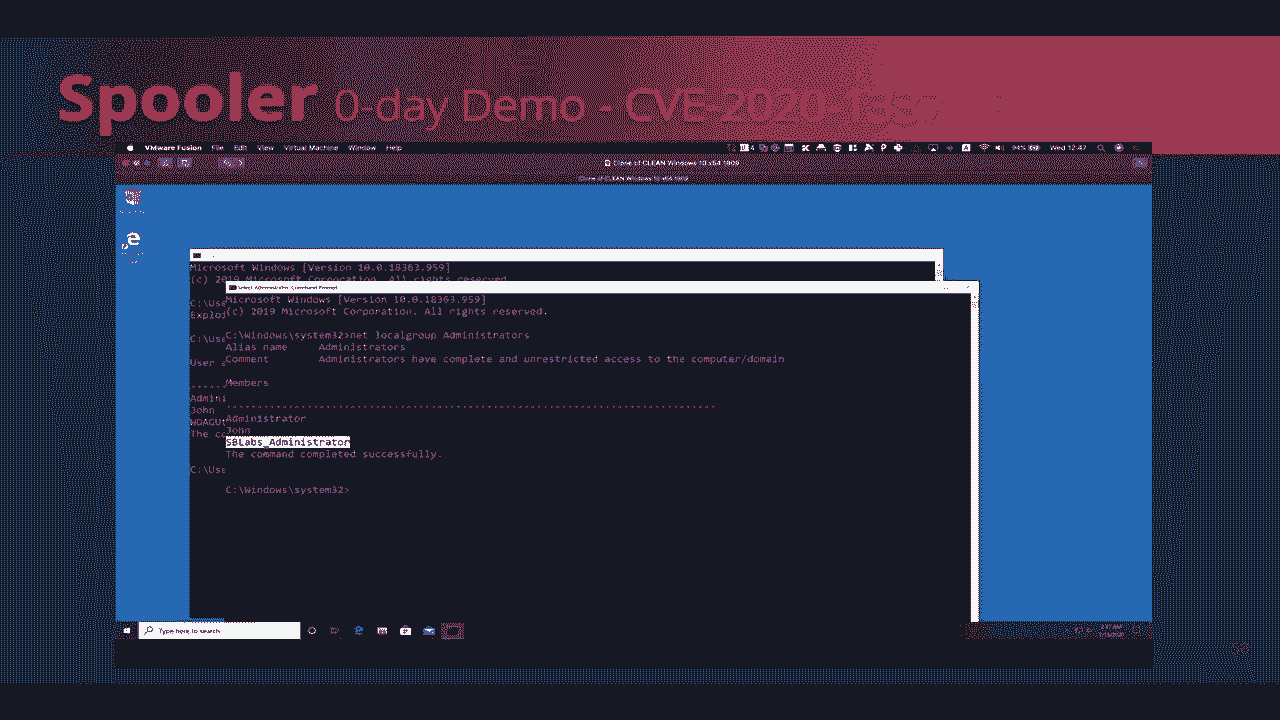 Spooler 0-day Demo - CVE-2020-
VMware Fusion File Edit View Virtual Machine Window Help
94% Wed 12:47
Clone of CLEAN Windows 10 x64 1909
Clone of CLEAN Windows 10 x64 1909
Microsoft Windows [Version 10.0.18363.959]
(c) 2019 Microsoft Corporation. All rights reserved.
C:\Use
Explo
C:\Use
User a
Admini
John
WDAGUt
The co
C:\Use
Select Administrator: Command Prompt
Microsoft Windows [Version 10.0.18363.959]
(c) 2019 Microsoft Corporation. All rights reserved.
C:\Windows\system32>net localgroup Administrators
Alias name Administrators
Comment Administrators have complete and unrestricted access to the computer/domain
Members
-------------------------------------------------------------------------------
Administrator
John
SBLabs_Administrator
The command completed successfully.
C:\Windows\system32>
Type here to search